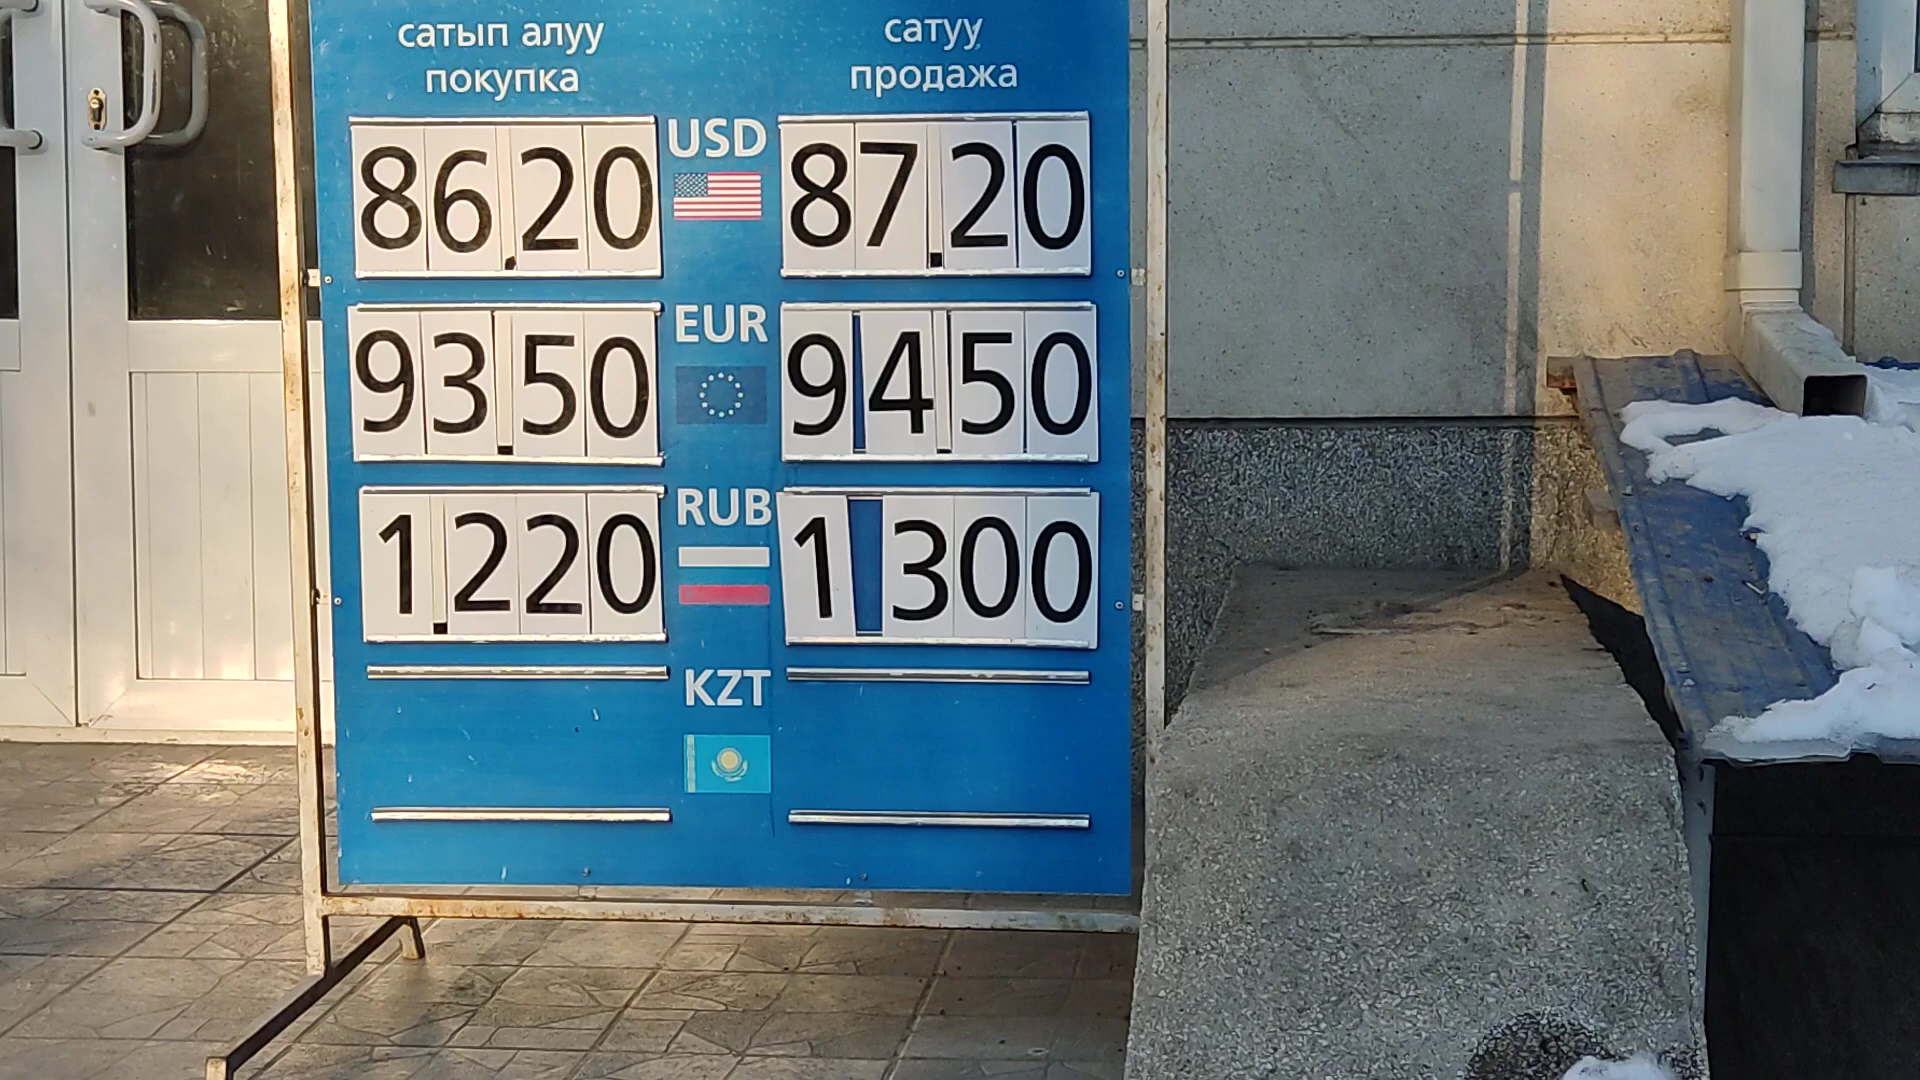 сатып алуу сатуу
покупка продажа
86.20 USD 87.20
93.50 EUR 94.50
1.220 RUB 1 300
KZT